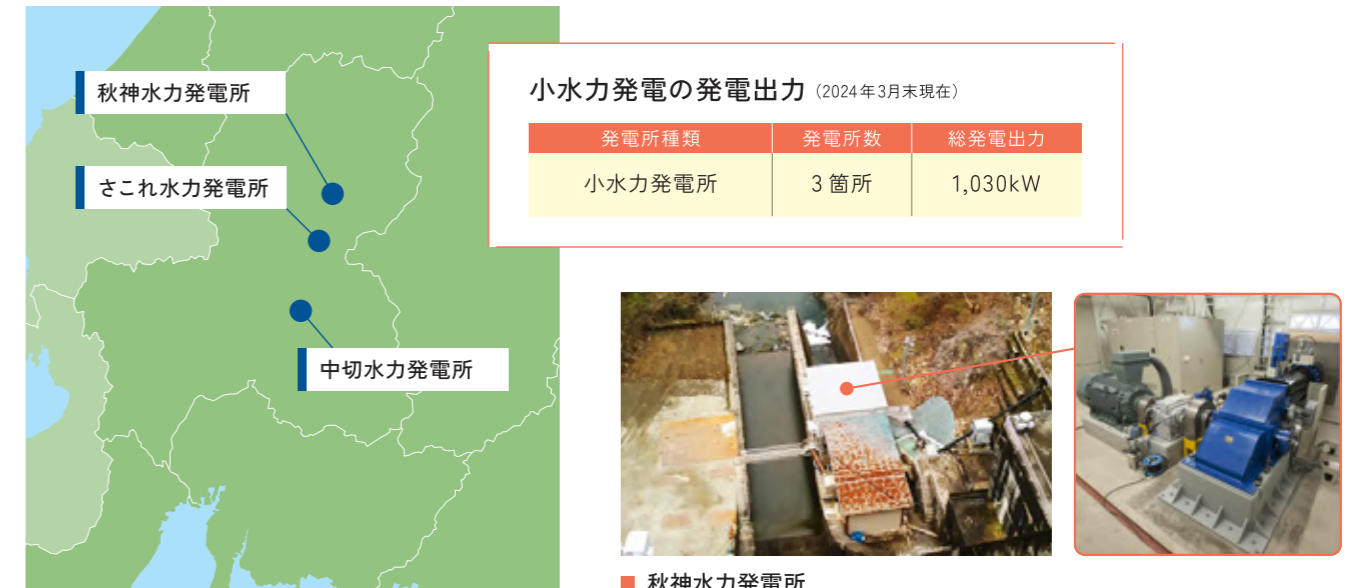 秋神水力発電所
さこれ水力発電所
中切水力発電所
小水力発電の発電出力（2024年3月末現在）
発電所種類 発電所数 総発電出力
小水力発電所 3箇所 1,030kW
■ 秋神水力発電所